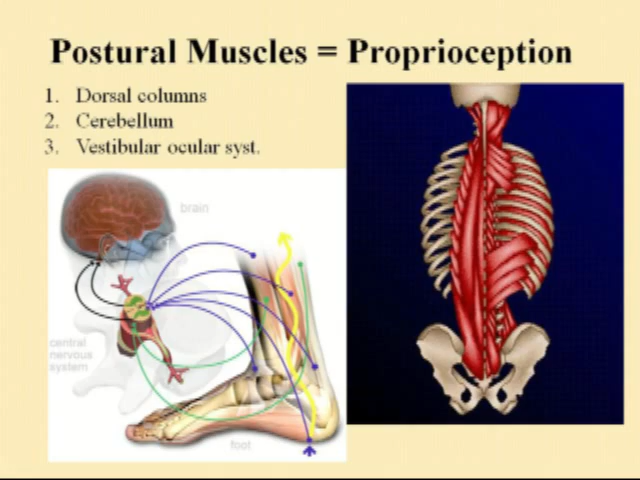 Postural Muscles = Proprioception
1. Dorsal columns
2. Cerebellum
3. Vestibular ocular syst.
brain
central
nervous
system
foot